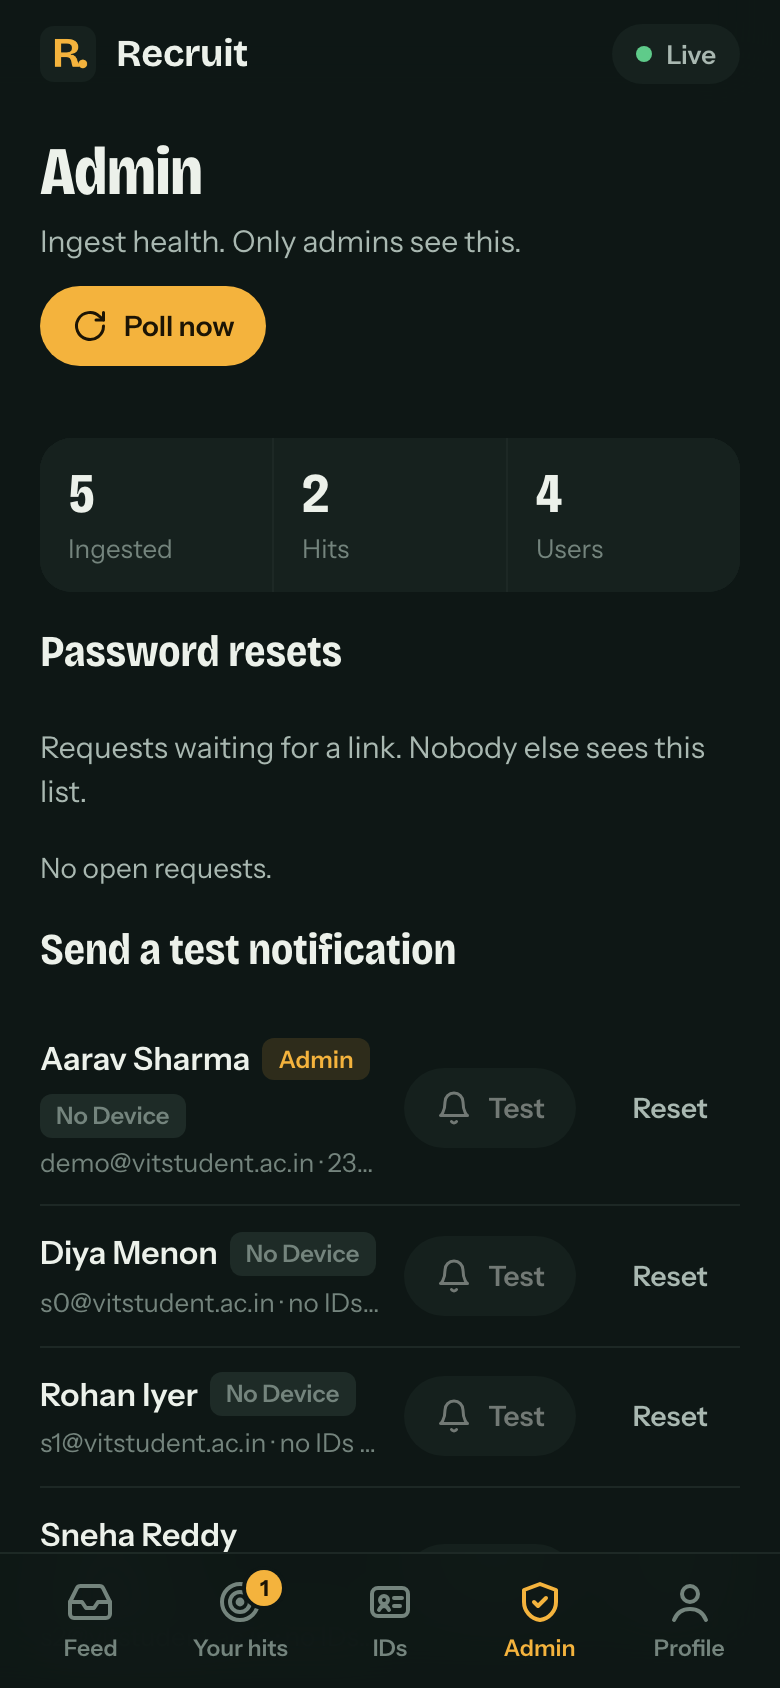 R. Recruit
Live
Admin
Ingest health. Only admins see this.
Poll now
5
Ingested
2
Hits
4
Users
Password resets
Requests waiting for a link. Nobody else sees this
list.
No open requests.
Send a test notification
Aarav Sharma Admin
No Device
demo@vitstudent.ac.in · 23...
Test
Reset
Diya Menon No Device
s0@vitstudent.ac.in · no IDs...
Test
Reset
Rohan Iyer No Device
s1@vitstudent.ac.in · no IDs ...
Test
Reset
Sneha Reddy
Feed
1
Your hits
IDs
Admin
Profile